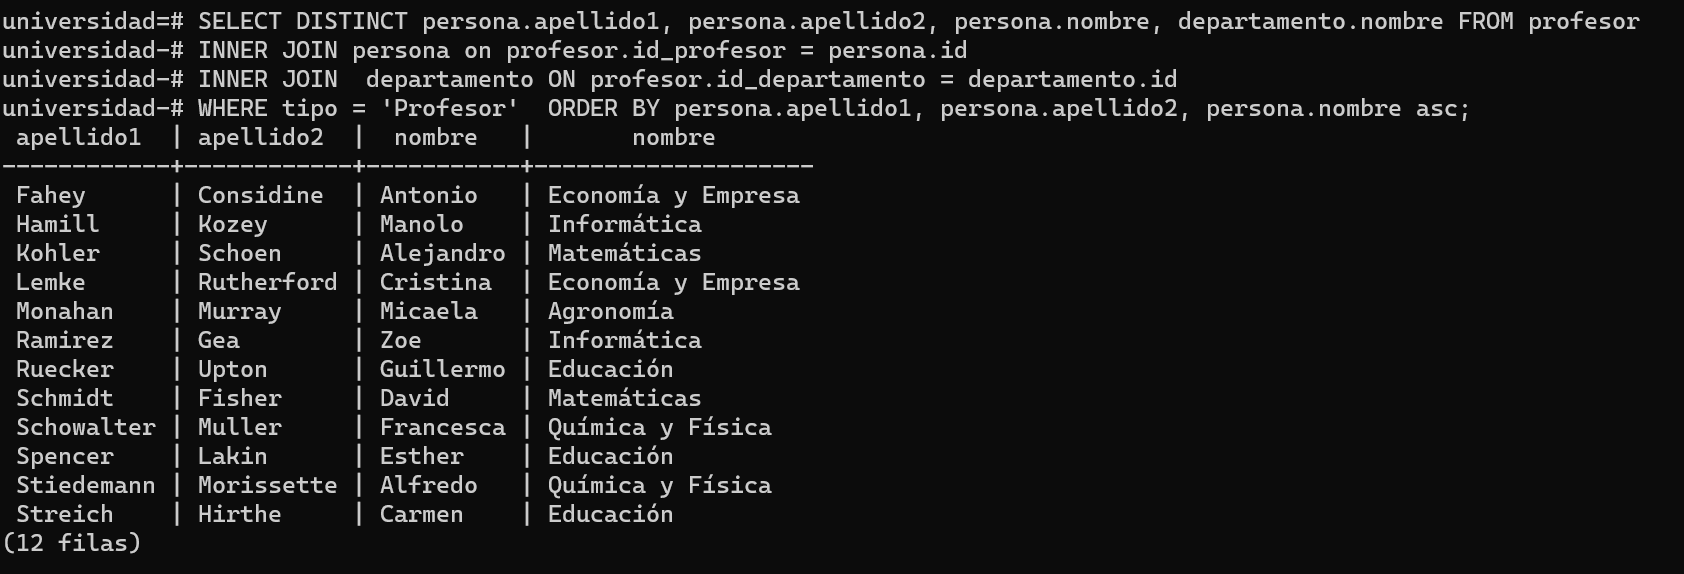 universidad=# SELECT DISTINCT persona.apellido1, persona.apellido2, persona.nombre, departamento.nombre FROM profesor
universidad-# INNER JOIN persona on profesor.id_profesor = persona.id
universidad-# INNER JOIN  departamento ON profesor.id_departamento = departamento.id
universidad-# WHERE tipo = 'Profesor'  ORDER BY persona.apellido1, persona.apellido2, persona.nombre asc;
 apellido1  | apellido2  |  nombre   |       nombre
------------+------------+-----------+--------------------
 Fahey      | Considine  | Antonio   | Economía y Empresa
 Hamill     | Kozey      | Manolo    | Informática
 Kohler     | Schoen     | Alejandro | Matemáticas
 Lemke      | Rutherford | Cristina  | Economía y Empresa
 Monahan    | Murray     | Micaela   | Agronomía
 Ramirez    | Gea        | Zoe       | Informática
 Ruecker    | Upton      | Guillermo | Educación
 Schmidt    | Fisher     | David     | Matemáticas
 Schowalter | Muller     | Francesca | Química y Física
 Spencer    | Lakin      | Esther    | Educación
 Stiedemann | Morissette | Alfredo   | Química y Física
 Streich    | Hirthe     | Carmen    | Educación
(12 filas)